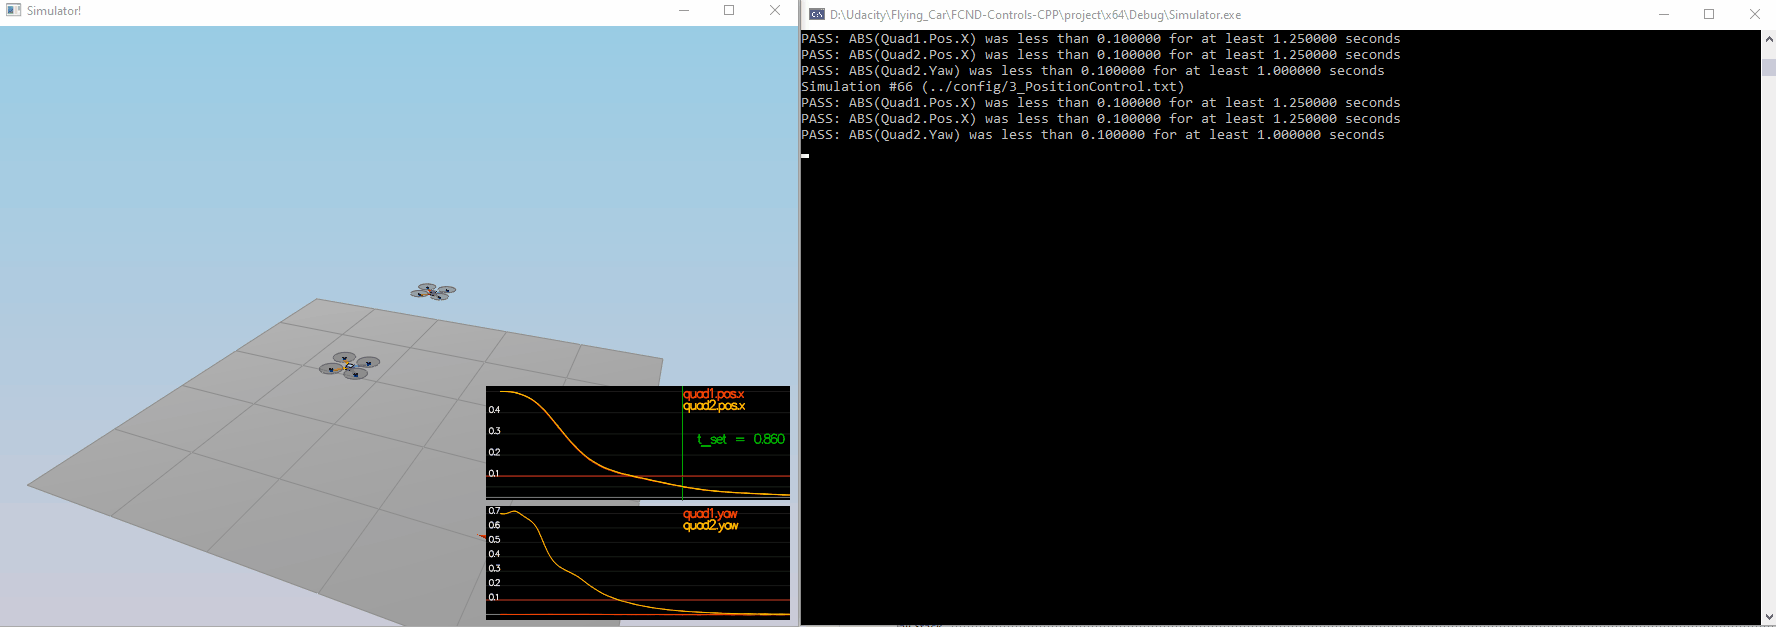 Simulator!
0.4
0.3
0.2
0.1
quad1.pos.x
quad2.pos.x
t_set = 0.860
0.7
0.6
0.5
0.4
0.3
0.2
0.1
quad1.yaw
quad2.yaw
D:\Udacity\Flying_Car\FCND-Controls-CPP\project\x64\Debug\Simulator.exe
PASS: ABS(Quad1.Pos.X) was less than 0.100000 for at least 1.250000 seconds
PASS: ABS(Quad2.Pos.X) was less than 0.100000 for at least 1.250000 seconds
PASS: ABS(Quad2.Yaw) was less than 0.100000 for at least 1.000000 seconds
Simulation #66 (../config/3_PositionControl.txt)
PASS: ABS(Quad1.Pos.X) was less than 0.100000 for at least 1.250000 seconds
PASS: ABS(Quad2.Pos.X) was less than 0.100000 for at least 1.250000 seconds
PASS: ABS(Quad2.Yaw) was less than 0.100000 for at least 1.000000 seconds